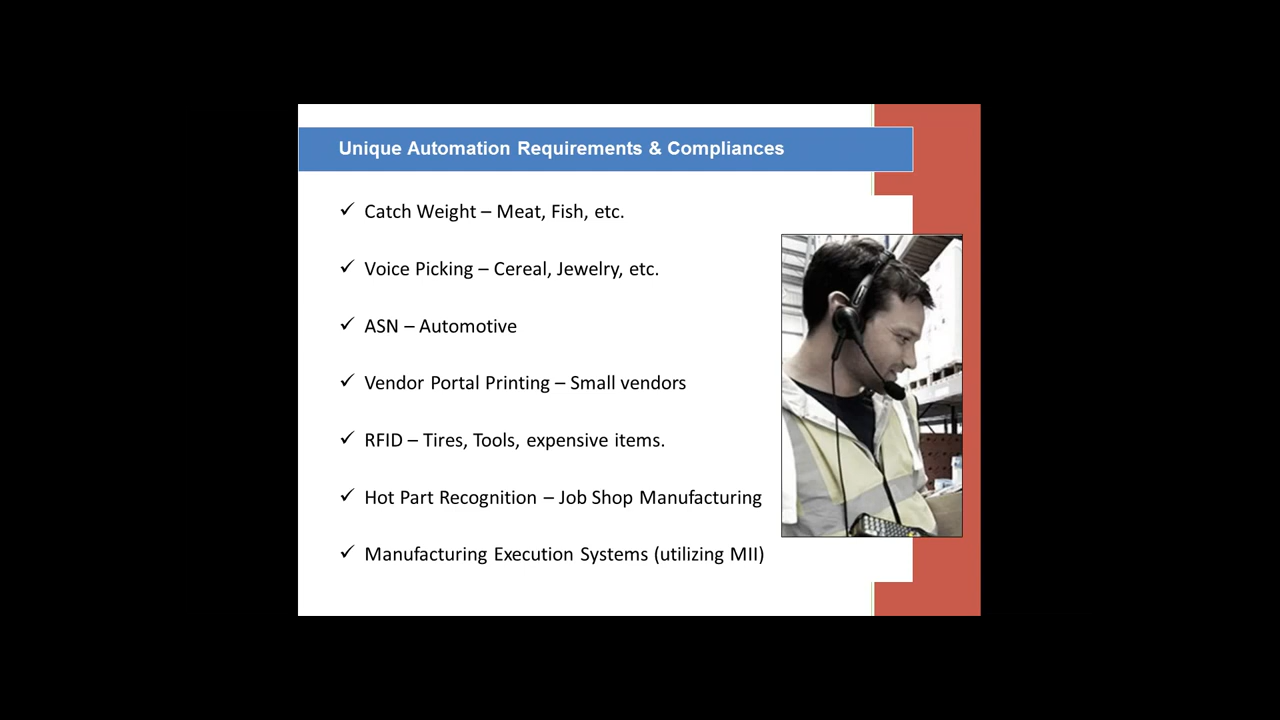 Unique Automation Requirements & Compliances
✓ Catch Weight – Meat, Fish, etc.
✓ Voice Picking – Cereal, Jewelry, etc.
✓ ASN – Automotive
✓ Vendor Portal Printing – Small vendors
✓ RFID – Tires, Tools, expensive items.
✓ Hot Part Recognition – Job Shop Manufacturing
✓ Manufacturing Execution Systems (utilizing MII)